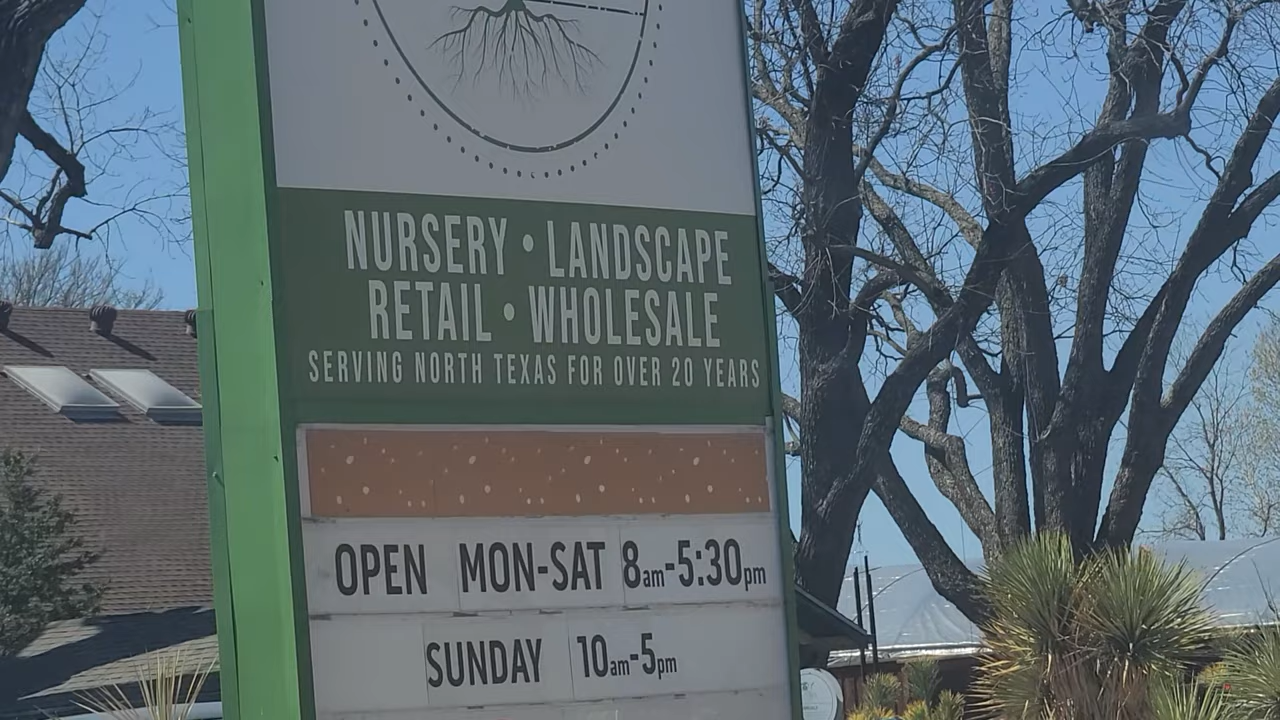 NURSERY • LANDSCAPE
RETAIL • WHOLESALE
SERVING NORTH TEXAS FOR OVER 20 YEARS
OPEN MON-SAT 8am-5:30pm
SUNDAY 10am-5pm